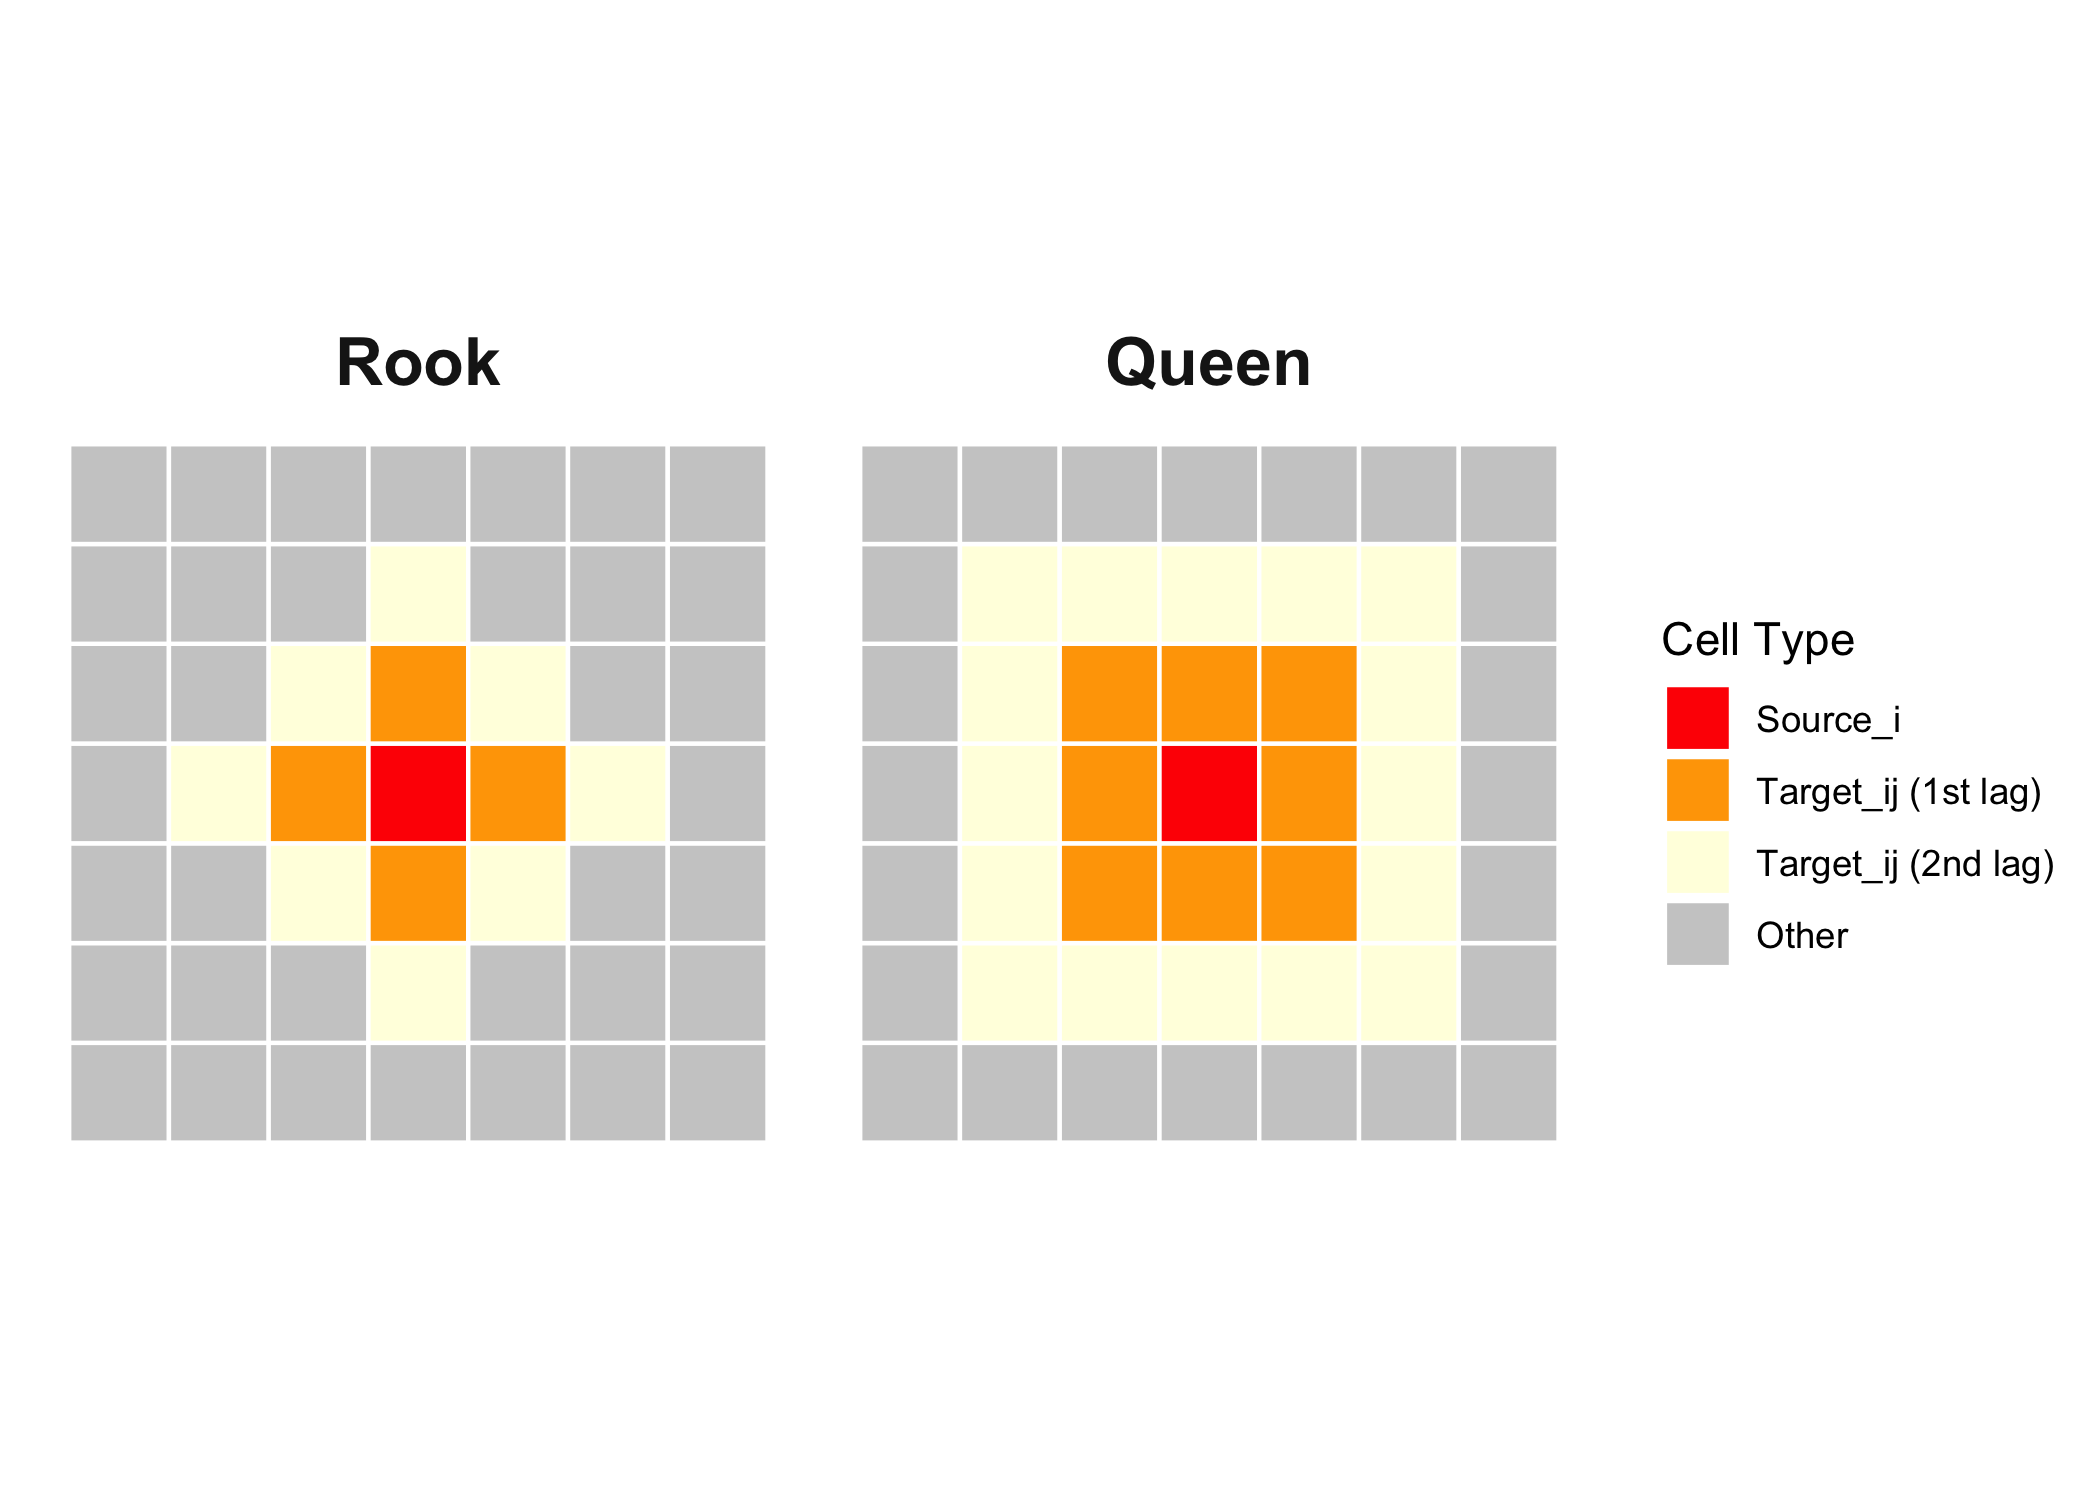 Rook
Queen
Cell Type
Source_i
Target_ij (1st lag)
Target_ij (2nd lag)
Other